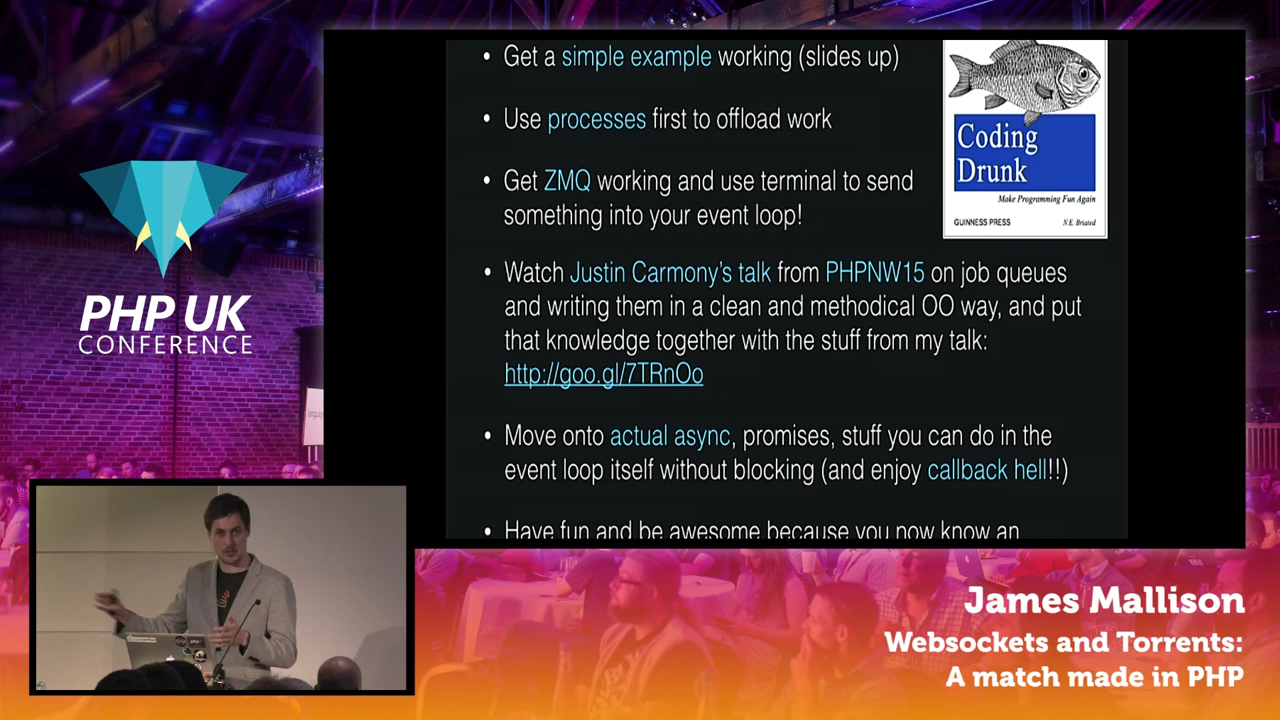 • Get a simple example working (slides up)
• Use processes first to offload work
• Get ZMQ working and use terminal to send
something into your event loop!
• Watch Justin Carmony's talk from PHPNW15 on job queues
and writing them in a clean and methodical OO way, and put
that knowledge together with the stuff from my talk:
http://goo.gl/7TRnOo
• Move onto actual async, promises, stuff you can do in the
event loop itself without blocking (and enjoy callback hell!!)
• Have fun and be awesome because you now know an
Coding
Drunk
Make Programming Fun Again
GUINNESS PRESS
N.E. Briated
PHP UK
CONFERENCE
James Mallison
Websockets and Torrents:
A match made in PHP